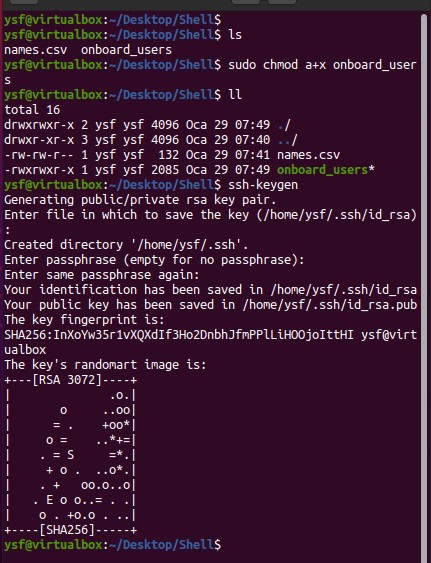 ysf@virtualbox:~/Desktop/Shell$
ysf@virtualbox:~/Desktop/Shell$ ls
names.csv  onboard_users
ysf@virtualbox:~/Desktop/Shell$ sudo chmod a+x onboard_user
s
ysf@virtualbox:~/Desktop/Shell$ ll
total 16
drwxrwxr-x 2 ysf ysf 4096 Oca 29 07:49 ./
drwxr-xr-x 3 ysf ysf 4096 Oca 29 07:40 ../
-rw-rw-r-- 1 ysf ysf  132 Oca 29 07:41 names.csv
-rwxrwxr-x 1 ysf ysf 2085 Oca 29 07:49 onboard_users*
ysf@virtualbox:~/Desktop/Shell$ ssh-keygen
Generating public/private rsa key pair.
Enter file in which to save the key (/home/ysf/.ssh/id_rsa)
:
Created directory '/home/ysf/.ssh'.
Enter passphrase (empty for no passphrase):
Enter same passphrase again:
Your identification has been saved in /home/ysf/.ssh/id_rsa
Your public key has been saved in /home/ysf/.ssh/id_rsa.pub
The key fingerprint is:
SHA256:InXoYw35r1vXQXdIf3Ho2DnbhJfmPPlLiHOOjoIttHI ysf@virt
ualbox
The key's randomart image is:
+---[RSA 3072]----+
|             .o.|
|      o     ..oo|
|     = .   +oo*|
|    o =   ..*+=|
|   . = S    =*.|
|    + o .  ..o*.|
|   . +   oo.o..o|
|  . E o o..= . .|
|   o . +o.o . ..|
+----[SHA256]-----+
ysf@virtualbox:~/Desktop/Shell$